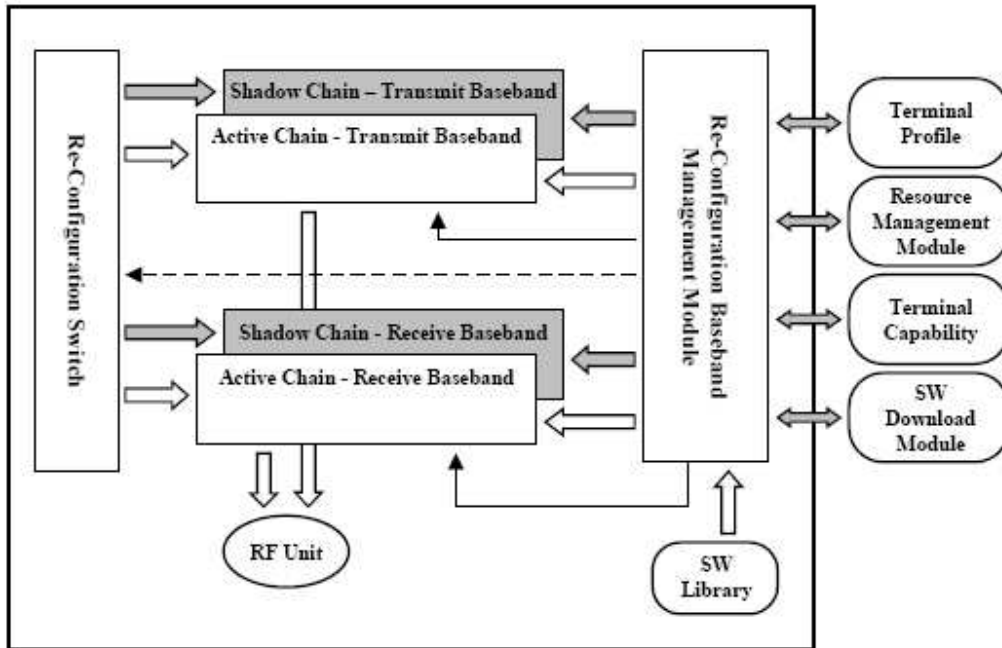 Re-Configuration Switch
Shadow Chain – Transmit Baseband
Active Chain - Transmit Baseband
Shadow Chain - Receive Baseband
Active Chain - Receive Baseband
RF Unit
Re-Configuration Baseband
Management Module
SW
Library
Terminal
Profile
Resource
Management
Module
Terminal
Capability
SW
Download
Module